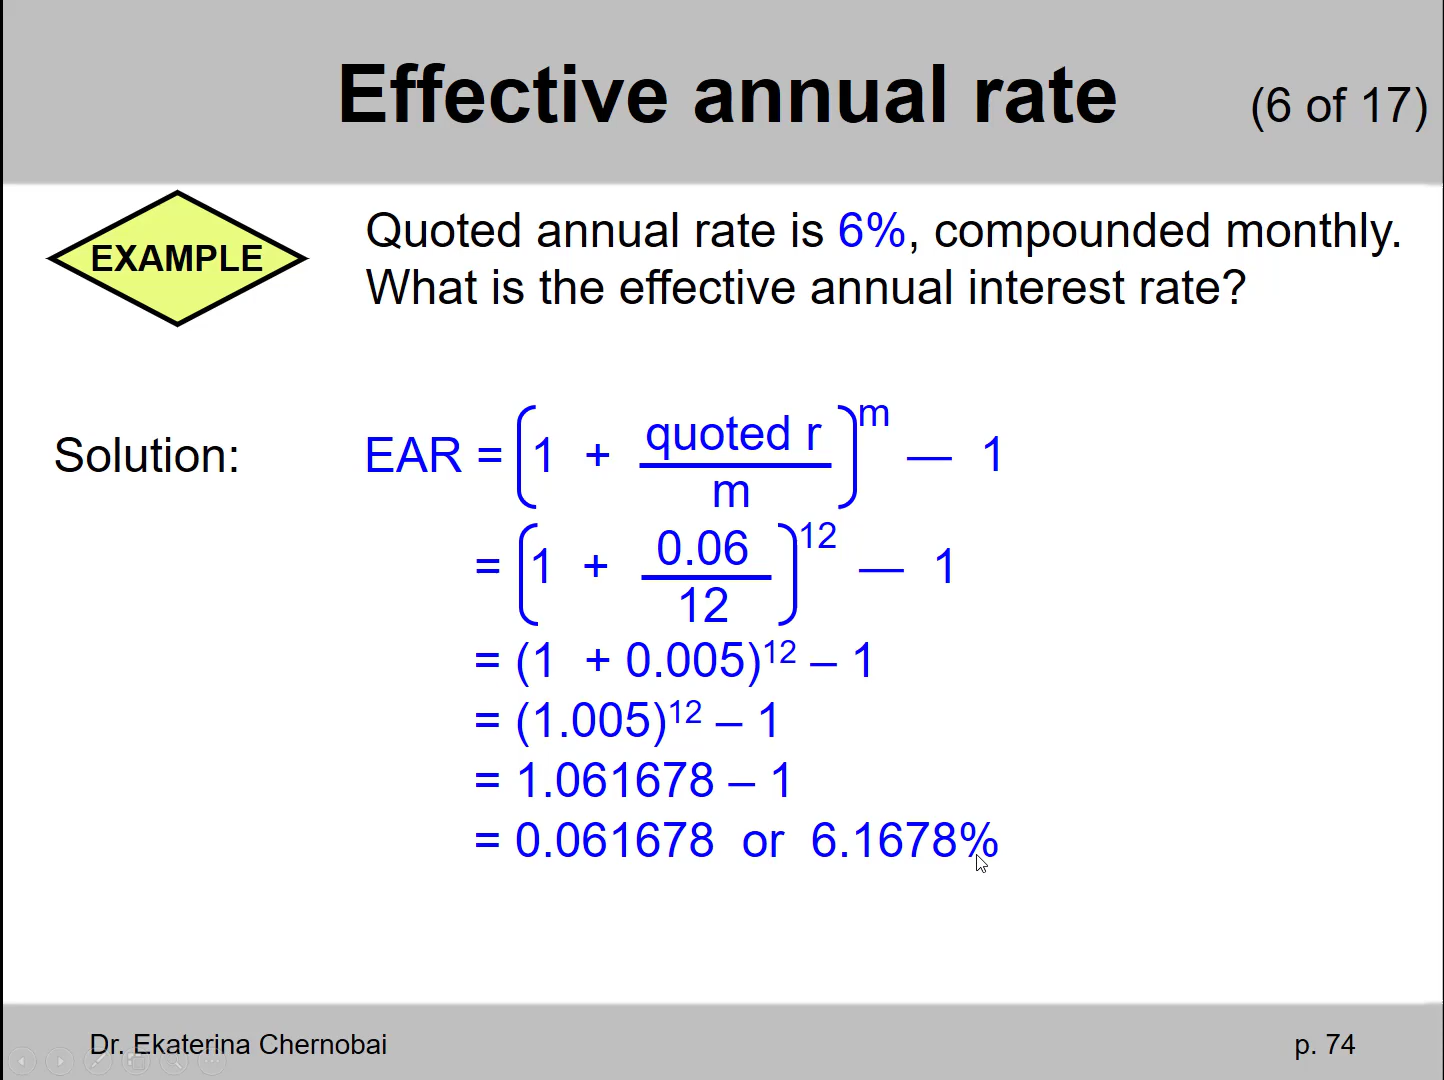 Effective annual rate (6 of 17)
EXAMPLE
Quoted annual rate is 6%, compounded monthly.
What is the effective annual interest rate?
Solution:
EAR = (1 + quoted r / m)^m — 1
= (1 + 0.06 / 12)^12 — 1
= (1 + 0.005)^12 – 1
= (1.005)^12 – 1
= 1.061678 – 1
= 0.061678 or 6.1678%
Dr. Ekaterina Chernobai
p. 74